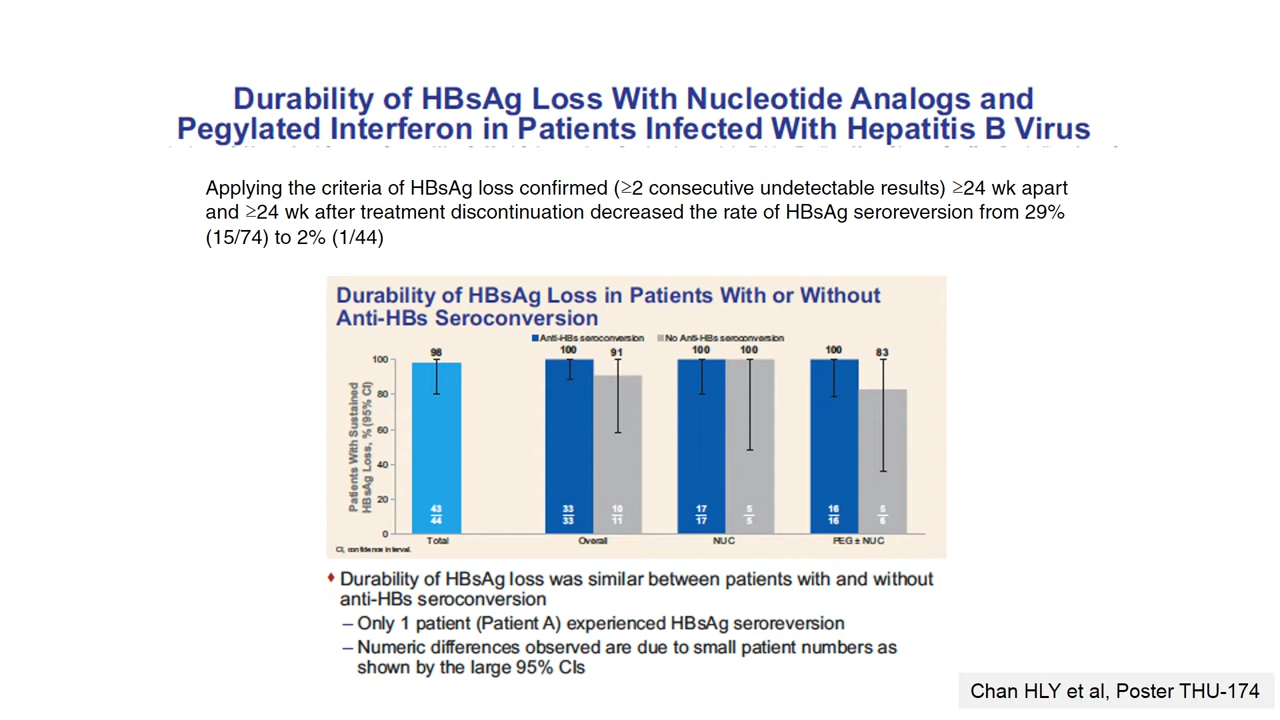 Durability of HBsAg Loss With Nucleotide Analogs and
Pegylated Interferon in Patients Infected With Hepatitis B Virus
Applying the criteria of HBsAg loss confirmed (≥2 consecutive undetectable results) ≥24 wk apart
and ≥24 wk after treatment discontinuation decreased the rate of HBsAg seroreversion from 29%
(15/74) to 2% (1/44)
Durability of HBsAg Loss in Patients With or Without
Anti-HBs Seroconversion
Anti-HBs seroconversion No Anti-HBs seroconversion
Patients With Sustained
HBsAg Loss, % (95% CI)
100
80
60
40
20
0
98
100
91
100
100
100
83
43
44
33
33
10
11
17
17
5
5
16
16
5
6
Total
Overall
NUC
PEG ± NUC
CI, confidence interval.
Durability of HBsAg loss was similar between patients with and without
anti-HBs seroconversion
– Only 1 patient (Patient A) experienced HBsAg seroreversion
– Numeric differences observed are due to small patient numbers as
shown by the large 95% CIs
Chan HLY et al, Poster THU-174